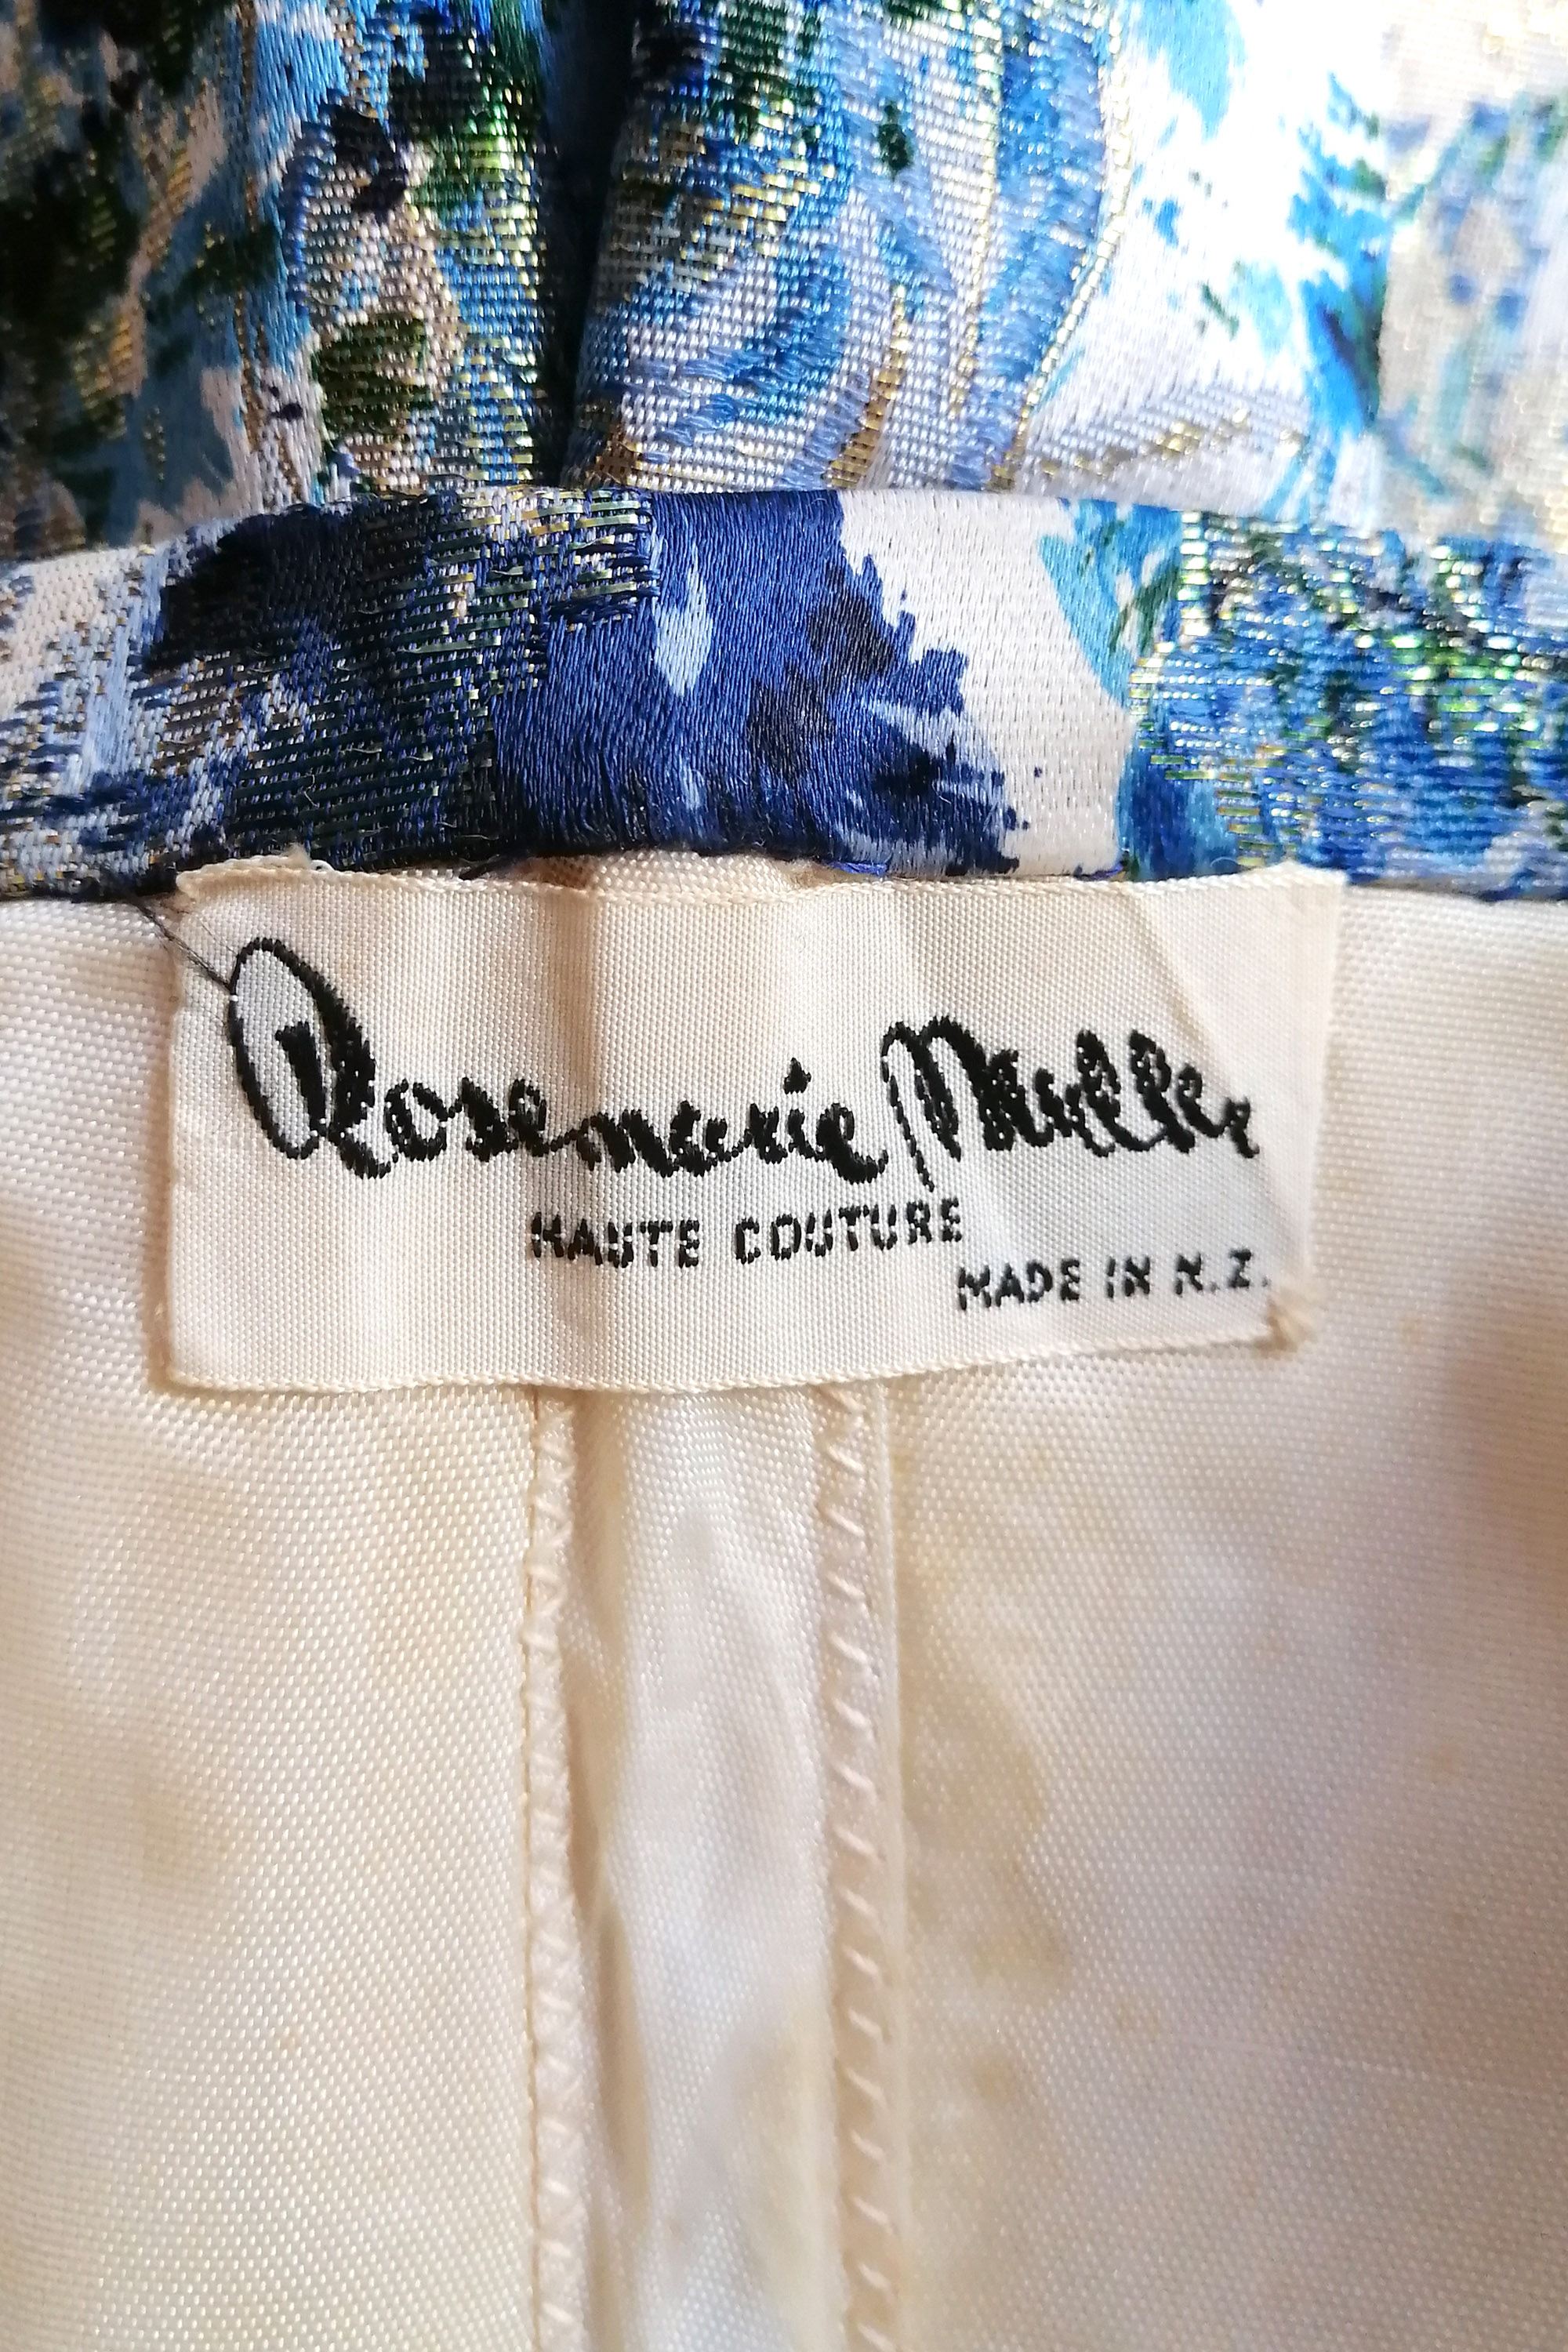 Rosemarie Muller
HAUTE COUTURE
MADE IN N.Z.